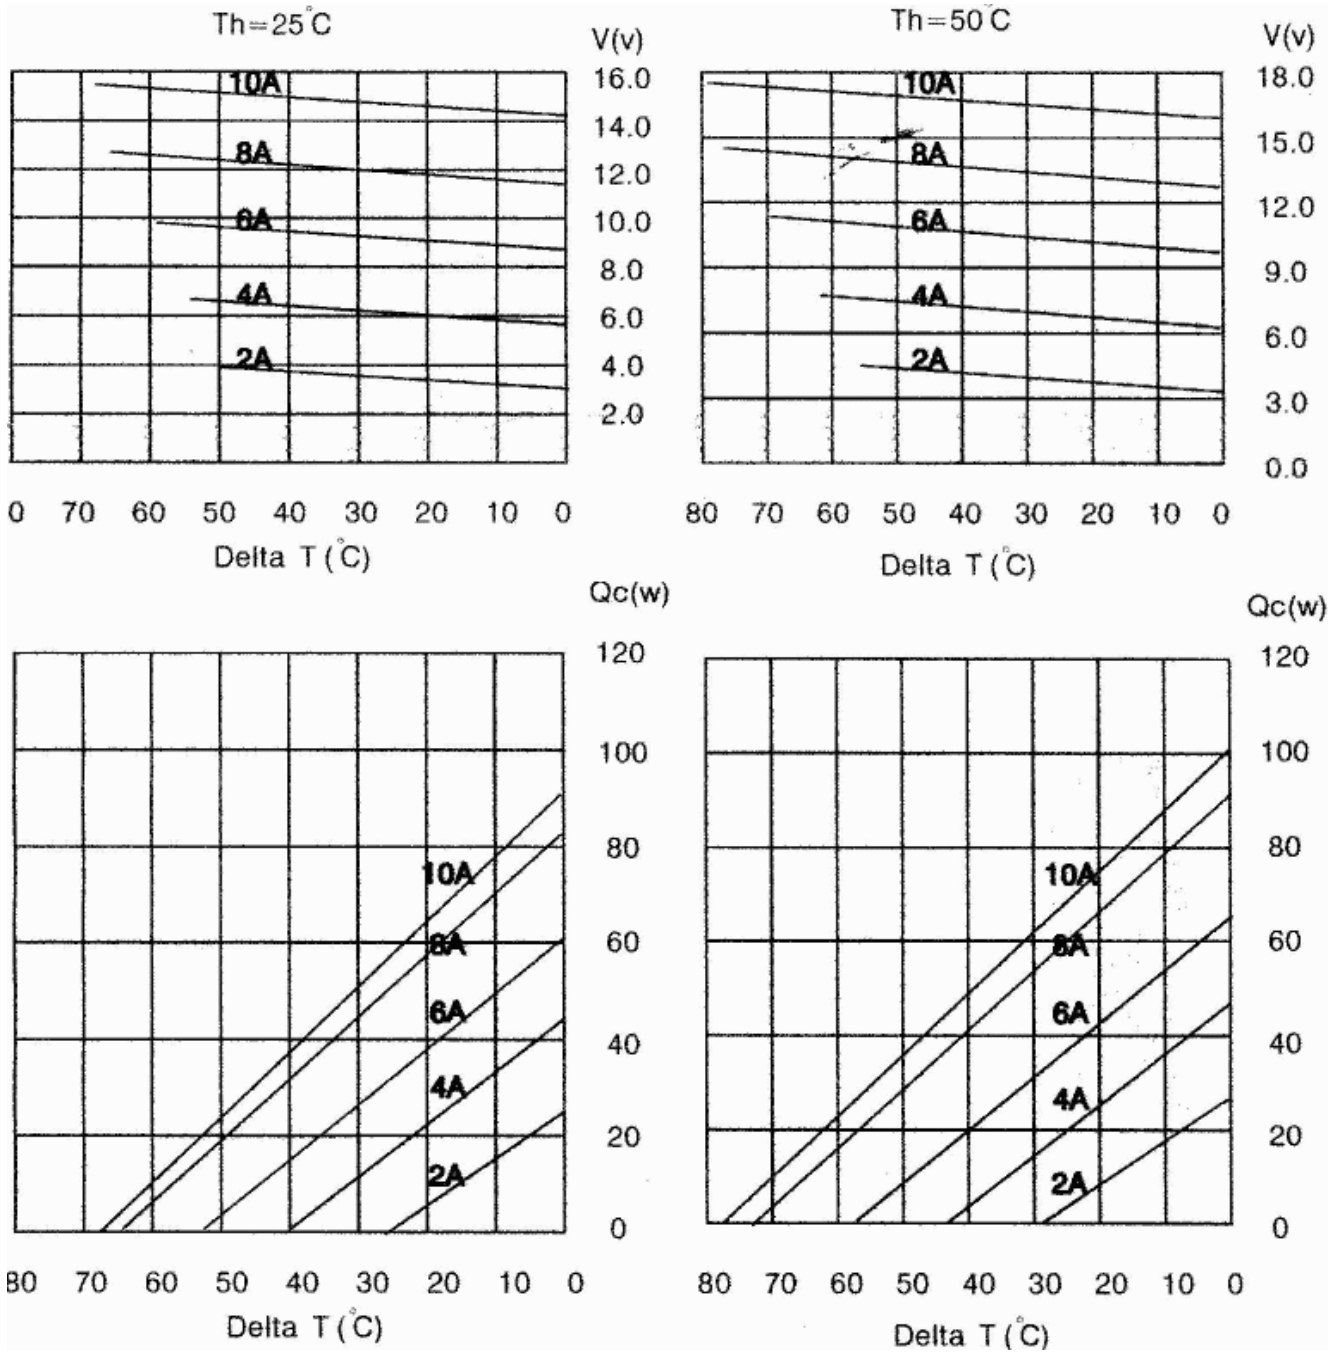 Th=25°C
V(v)
16.0
10A
14.0
8A
12.0
6A
10.0
8.0
4A
6.0
2A
4.0
2.0
0 70 60 50 40 30 20 10 0
Delta T (°C)
Th=50°C
V(v)
18.0
10A
15.0
8A
12.0
6A
9.0
4A
6.0
2A
3.0
0.0
80 70 60 50 40 30 20 10 0
Delta T (°C)
Qc(w)
120
100
80
10A
60
8A
6A
40
4A
20
2A
0
80 70 60 50 40 30 20 10 0
Delta T (°C)
Qc(w)
120
100
80
10A
60
8A
6A
40
4A
20
2A
0
80 70 60 50 40 30 20 10 0
Delta T (°C)